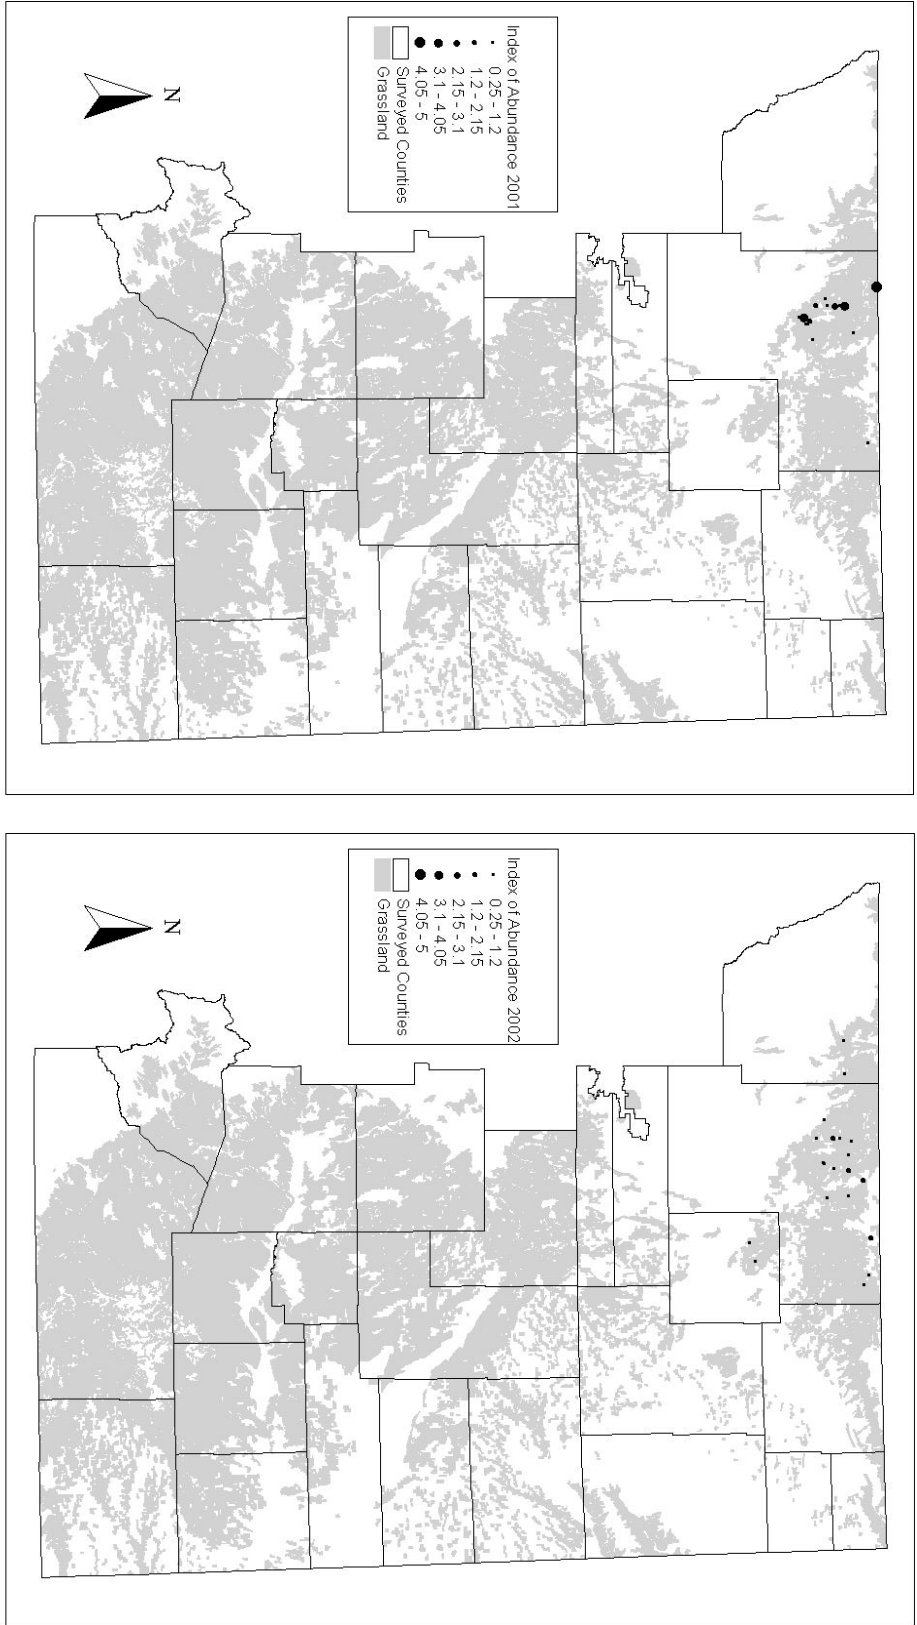 Index of Abundance 2001
0.25 - 1.2
1.2 - 2.15
2.15 - 3.1
3.1 - 4.05
4.05 - 5
Surveyed Counties
Grassland
N
Index of Abundance 2002
0.25 - 1.2
1.2 - 2.15
2.15 - 3.1
3.1 - 4.05
4.05 - 5
Surveyed Counties
Grassland
N